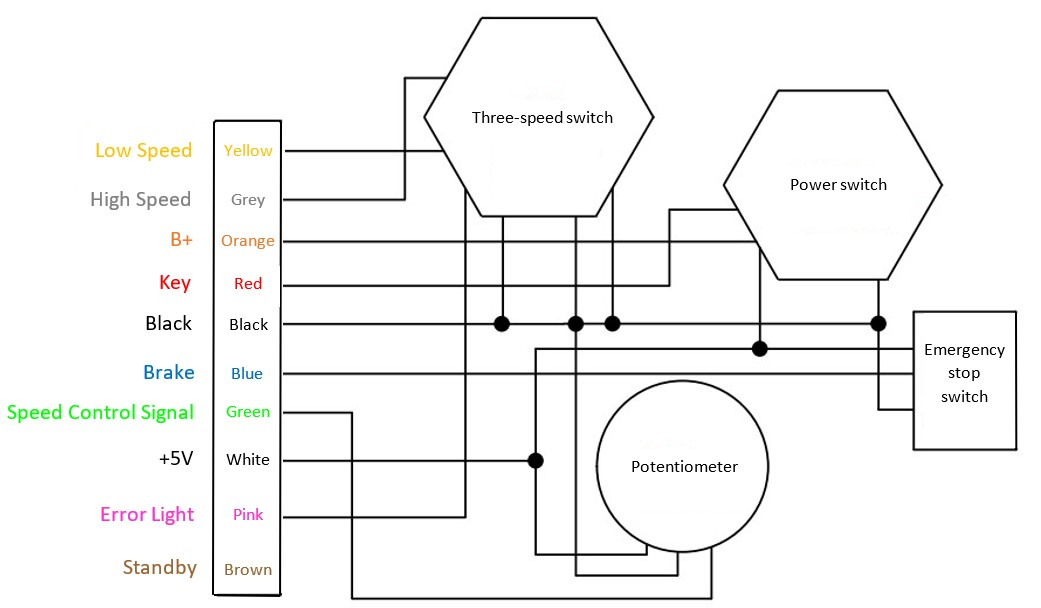 Three-speed switch
Power switch
Low Speed Yellow
High Speed Grey
B+ Orange
Key Red
Black Black
Brake Blue
Speed Control Signal Green
+5V White
Error Light Pink
Standby Brown
Emergency
stop
switch
Potentiometer